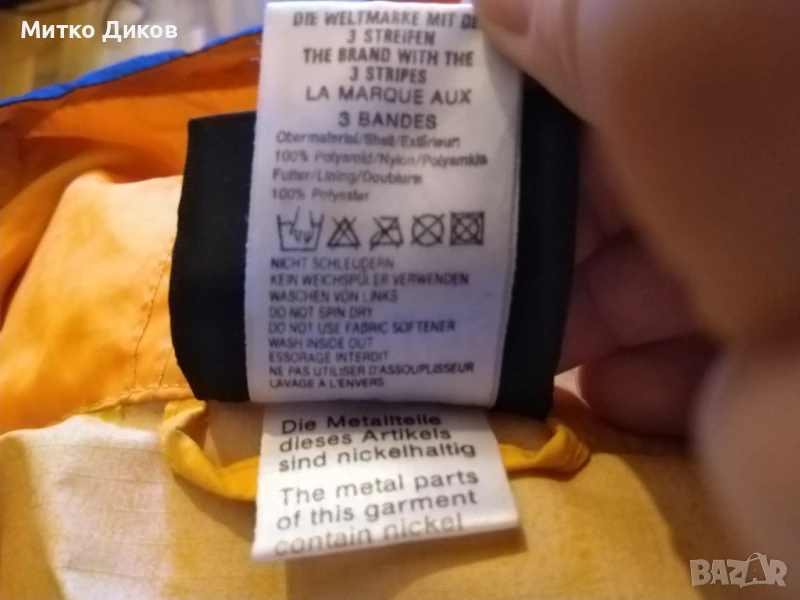 Митко Диков
DIE WELTMARKE MIT DE
3 STREIFEN
THE BRAND WITH THE
3 STRIPES
LA MARQUE AUX
3 BANDES
Obermaterial/Shell/Extérieur:
100% Polyamid/Nylon/Polyamide
Futter/Lining/Doublure:
100% Polyester
NICHT SCHLEUDERN
KEIN WEICHSPÜLER VERWENDEN
WASCHEN VON LINKS
DO NOT SPIN DRY
DO NOT USE FABRIC SOFTENER
WASH INSIDE OUT
ESSORAGE INTERDIT
NE PAS UTILISER D'ASSOUPLISSEUR
LAVAGE A L'ENVERS
Die Metallteile
dieses Artikels
sind nickelhaltig
The metal parts
of this garment
contain nickel
BAZAR